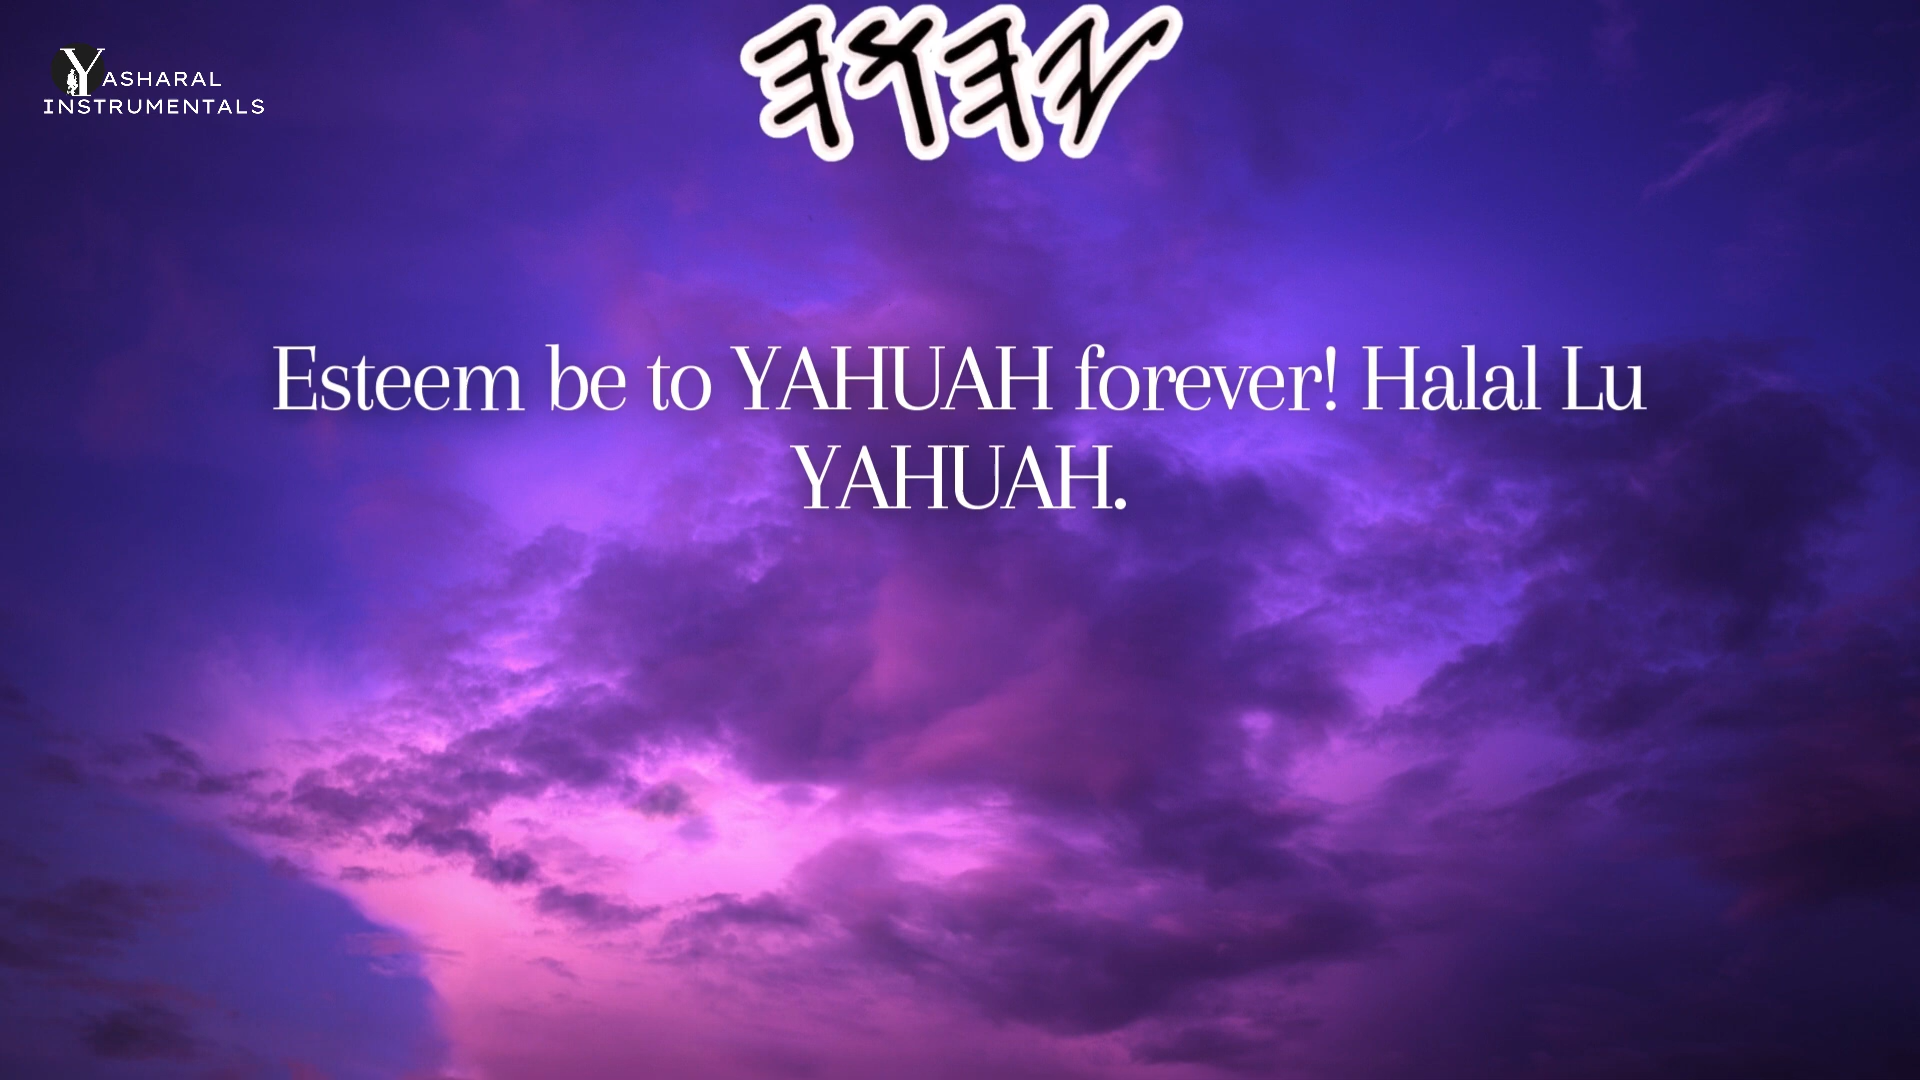 𐤉𐤄𐤅𐤄
YASHARAL
INSTRUMENTALS
Esteem be to YAHUAH forever! Halal Lu
YAHUAH.